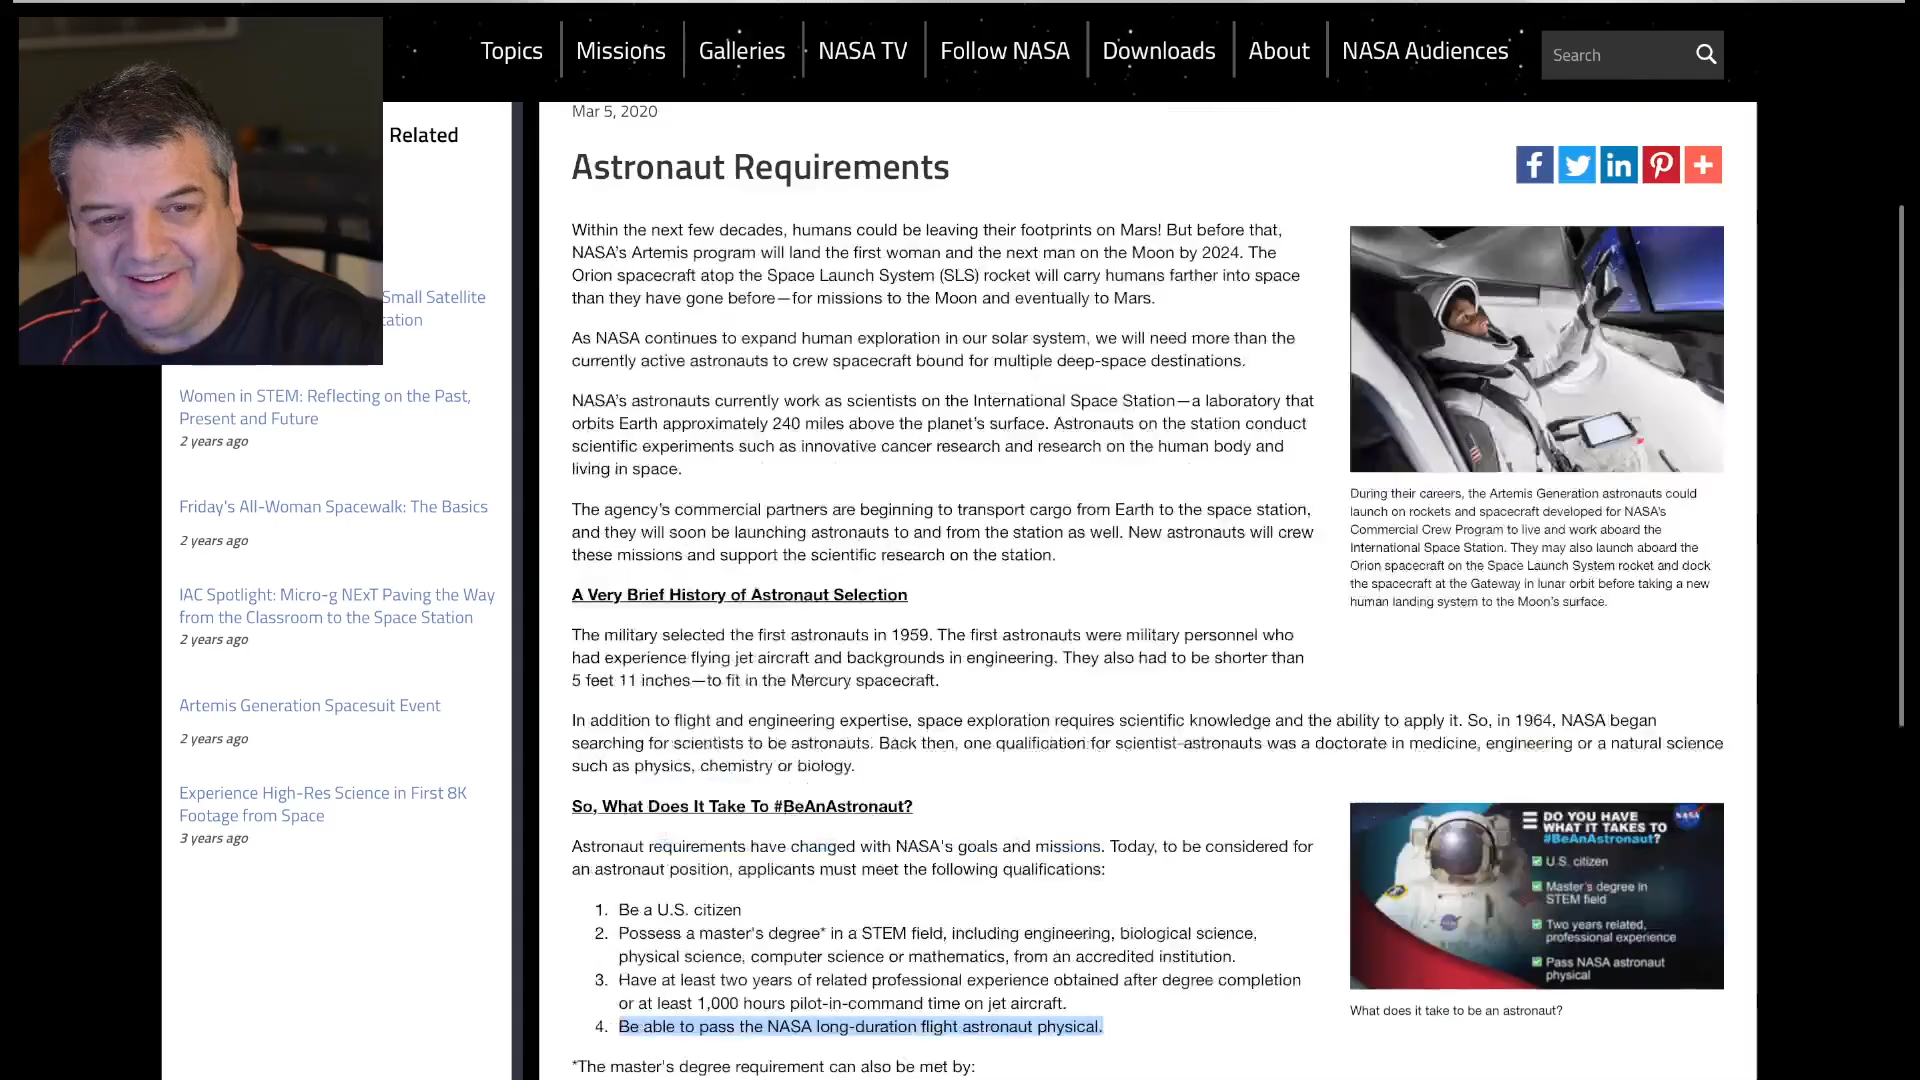 Topics
Missions
Galleries
NASA TV
Follow NASA
Downloads
About
NASA Audiences
Search
Related
Small Satellite
Women in STEM: Reflecting on the Past,
Present and Future
2 years ago
Friday's All-Woman Spacewalk: The Basics
2 years ago
IAC Spotlight: Micro-g NExT Paving the Way
from the Classroom to the Space Station
2 years ago
Artemis Generation Spacesuit Event
2 years ago
Experience High-Res Science in First 8K
Footage from Space
3 years ago
Mar 5, 2020
Astronaut Requirements
Within the next few decades, humans could be leaving their footprints on Mars! But before that,
NASA's Artemis program will land the first woman and the next man on the Moon by 2024. The
Orion spacecraft atop the Space Launch System (SLS) rocket will carry humans farther into space
than they have gone before—for missions to the Moon and eventually to Mars.
As NASA continues to expand human exploration in our solar system, we will need more than the
currently active astronauts to crew spacecraft bound for multiple deep-space destinations.
NASA's astronauts currently work as scientists on the International Space Station—a laboratory that
orbits Earth approximately 240 miles above the planet's surface. Astronauts on the station conduct
scientific experiments such as innovative cancer research and research on the human body and
living in space.
The agency's commercial partners are beginning to transport cargo from Earth to the space station,
and they will soon be launching astronauts to and from the station as well. New astronauts will crew
these missions and support the scientific research on the station.
A Very Brief History of Astronaut Selection
The military selected the first astronauts in 1959. The first astronauts were military personnel who
had experience flying jet aircraft and backgrounds in engineering. They also had to be shorter than
5 feet 11 inches—to fit in the Mercury spacecraft.
In addition to flight and engineering expertise, space exploration requires scientific knowledge and the ability to apply it. So, in 1964, NASA began
searching for scientists to be astronauts. Back then, one qualification for scientist-astronauts was a doctorate in medicine, engineering or a natural science
such as physics, chemistry or biology.
So, What Does It Take To #BeAnAstronaut?
Astronaut requirements have changed with NASA's goals and missions. Today, to be considered for
an astronaut position, applicants must meet the following qualifications:
1. Be a U.S. citizen
2. Possess a master's degree* in a STEM field, including engineering, biological science,
physical science, computer science or mathematics, from an accredited institution.
3. Have at least two years of related professional experience obtained after degree completion
or at least 1,000 hours pilot-in-command time on jet aircraft.
4. Be able to pass the NASA long-duration flight astronaut physical.
*The master's degree requirement can also be met by:
During their careers, the Artemis Generation astronauts could
launch on rockets and spacecraft developed for NASA's
Commercial Crew Program to live and work aboard the
International Space Station. They may also launch aboard the
Orion spacecraft on the Space Launch System rocket and dock
the spacecraft at the Gateway in lunar orbit before taking a new
human landing system to the Moon's surface.
DO YOU HAVE
WHAT IT TAKES TO
#BeAnAstronaut?
U.S. citizen
Master's degree in
STEM field
Two years related,
professional experience
Pass NASA astronaut
physical
NASA
What does it take to be an astronaut?